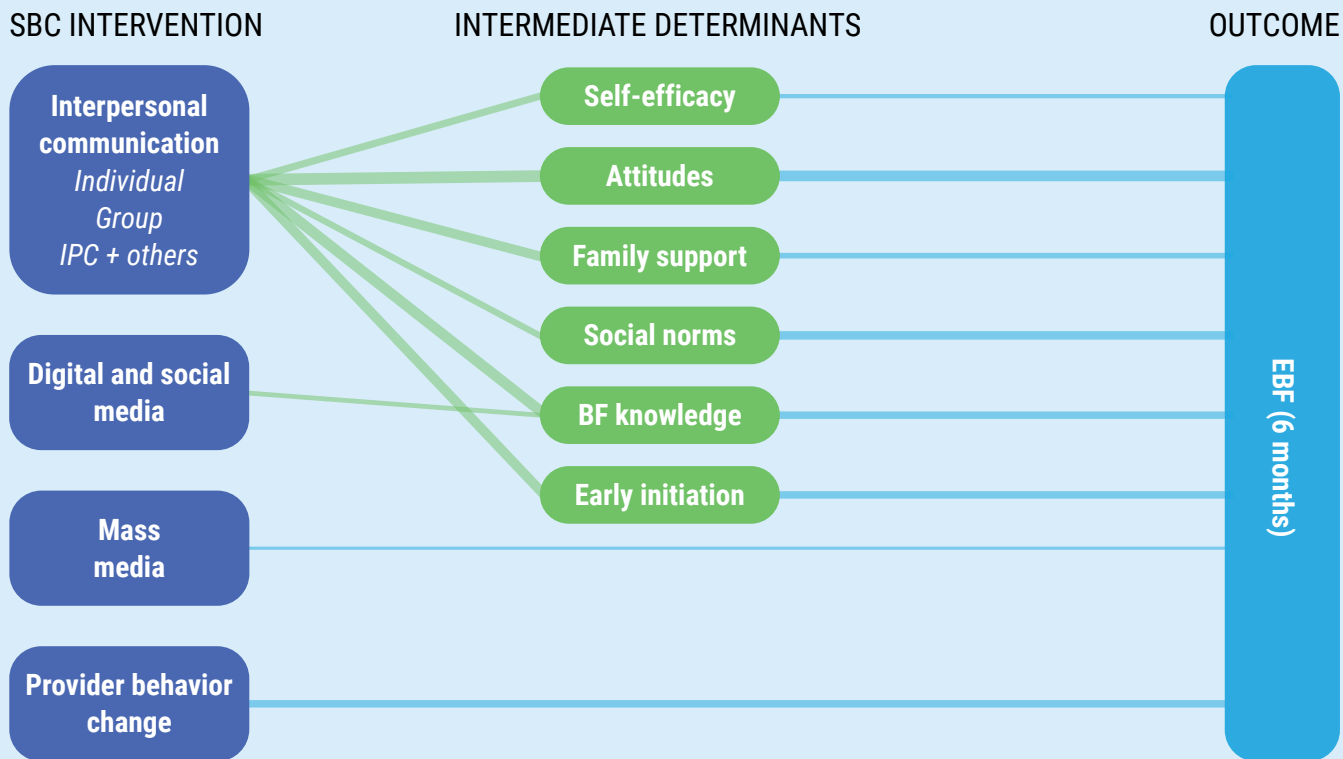 SBC INTERVENTION
INTERMEDIATE DETERMINANTS
OUTCOME
Interpersonal
communication
Individual
Group
IPC + others
Digital and social
media
Mass
media
Provider behavior
change
Self-efficacy
Attitudes
Family support
Social norms
BF knowledge
Early initiation
EBF (6 months)